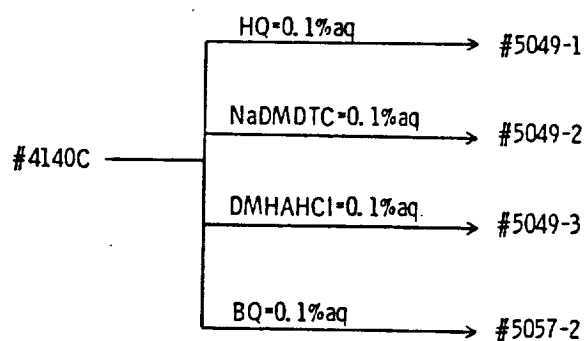 HQ=0.1%aq
#5049-1
NaDMDTC=0.1%aq
#5049-2
#4140C
DMHAHCl=0.1%aq.
#5049-3
BQ=0.1%aq
#5057-2